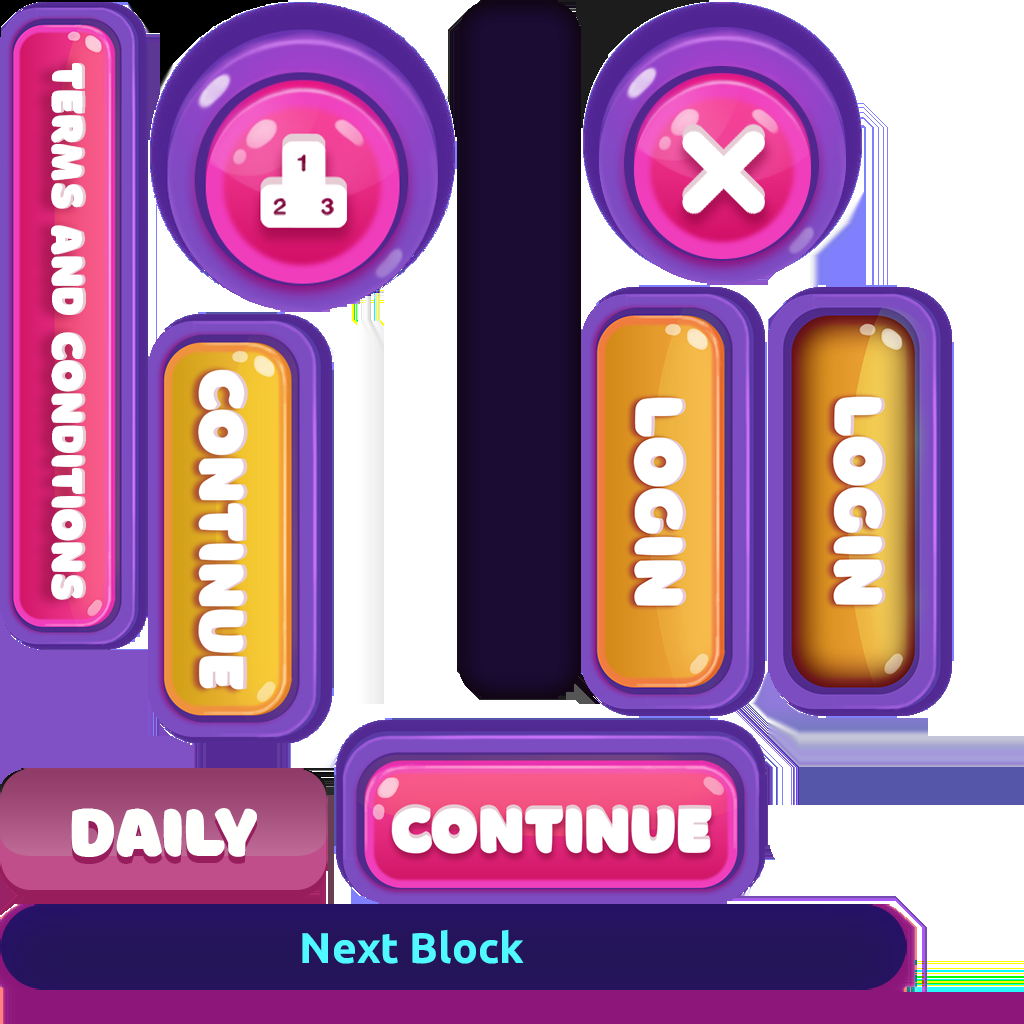 TERMS AND CONDITIONS
1
2 3
CONTINUE
LOGIN
LOGIN
DAILY
CONTINUE
Next Block